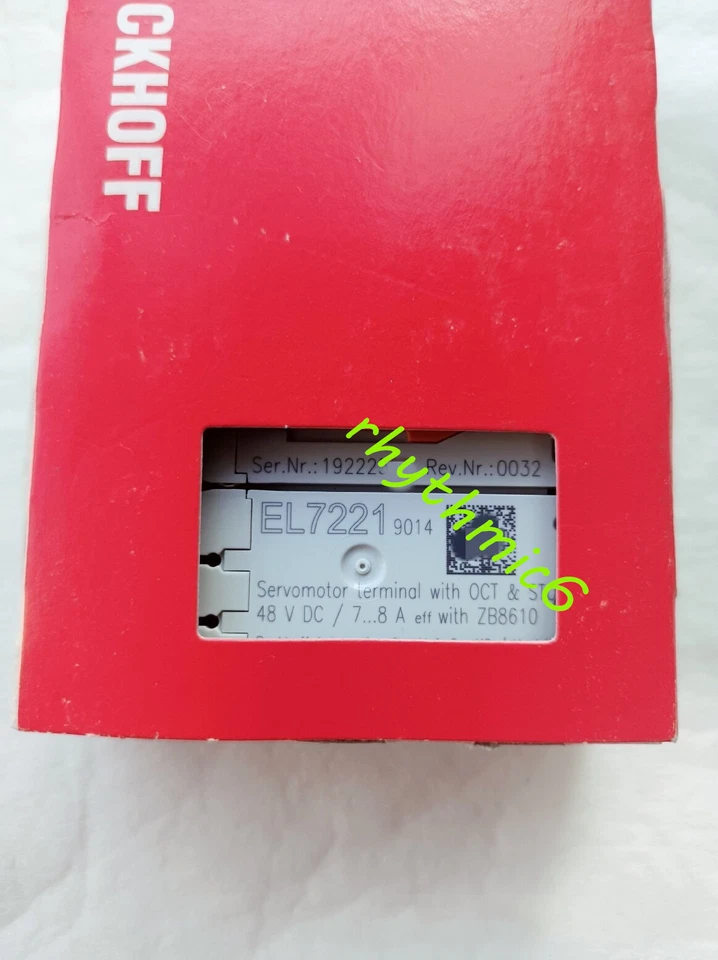 CKHOFF
Ser.Nr.:19222 Rev.Nr.:0032
EL7221 9014
Servomotor terminal with OCT &
48 V DC / 7...8 A eff with ZB8610
rhythmic6